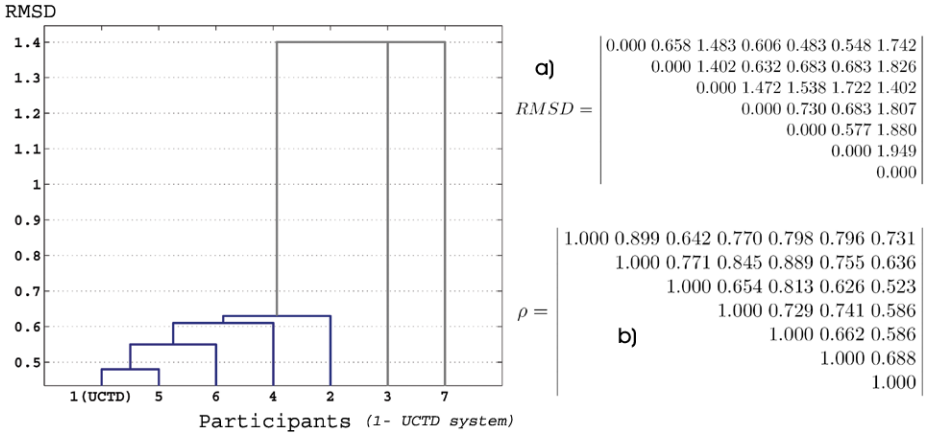 RMSD
1.4
1.3
1.2
1.1
1
0.9
0.8
0.7
0.6
0.5
1(UCTD) 5 6 4 2 3 7
Participants (1- UCTD system)
a)
RMSD =
0.000 0.658 1.483 0.606 0.483 0.548 1.742
0.000 1.402 0.632 0.683 0.683 1.826
0.000 1.472 1.538 1.722 1.402
0.000 0.730 0.683 1.807
0.000 0.577 1.880
0.000 1.949
0.000
ρ =
1.000 0.899 0.642 0.770 0.798 0.796 0.731
1.000 0.771 0.845 0.889 0.755 0.636
1.000 0.654 0.813 0.626 0.523
1.000 0.729 0.741 0.586
1.000 0.662 0.586
1.000 0.688
1.000
b)